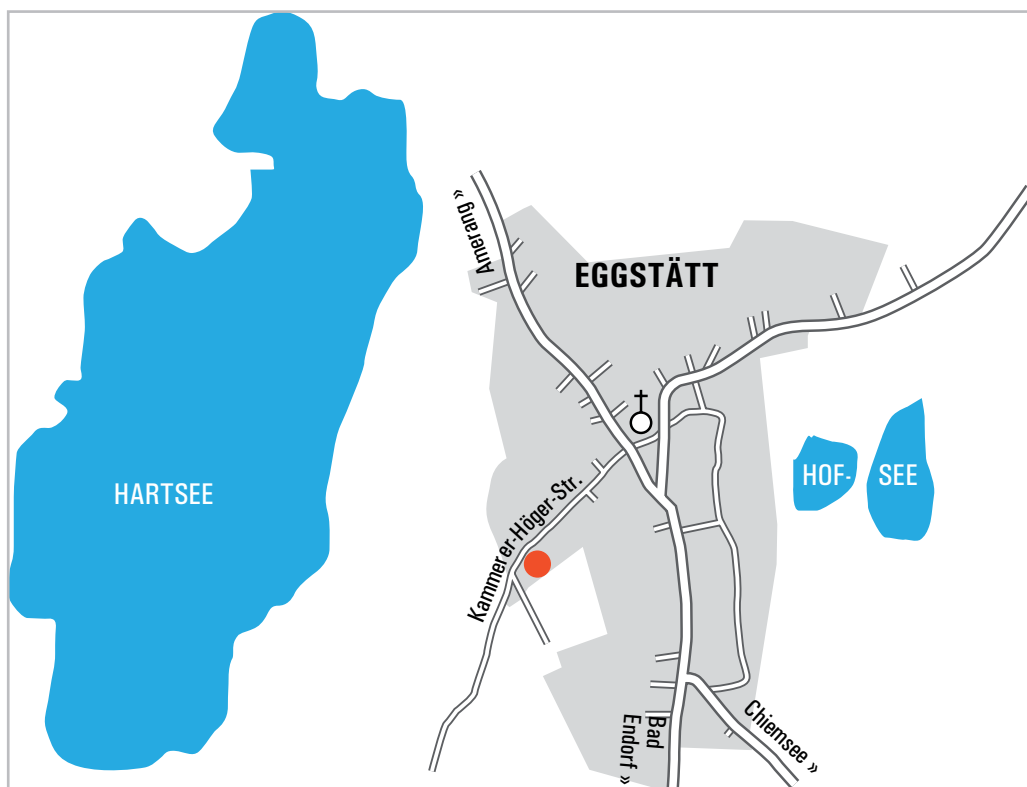 Amerang »
EGGSTÄTT
HARTSEE
HOF-
SEE
Kammerer-Höger-Str.
Bad
Endorf »
Chiemsee »